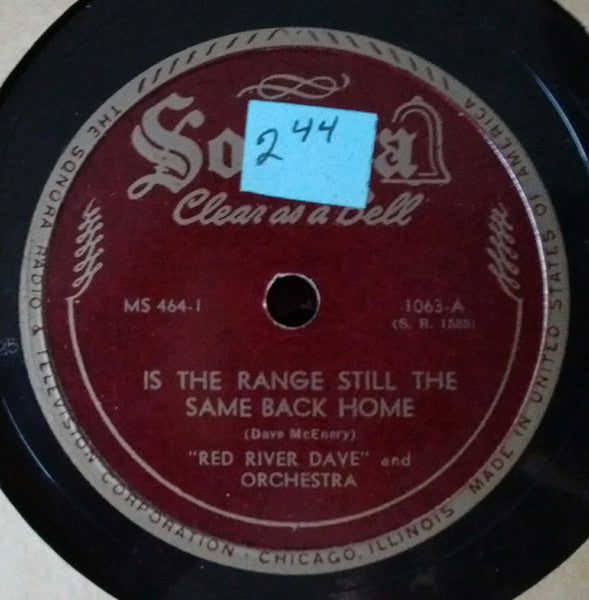 So
a
2 44
Clear as a Bell
MS 464-1
1063-A
(S. R. 1585)
IS THE RANGE STILL THE
SAME BACK HOME
(Dave McEnery)
"RED RIVER DAVE" and
ORCHESTRA
THE SONORA RADIO & TELEVISION CORPORATION - CHICAGO, ILLINOIS MADE IN UNITED STATES OF AMERICA
25